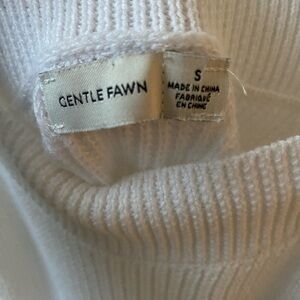 GENTLE FAWN
S
MADE IN CHINA
FABRIQUÉ
EN CHINE